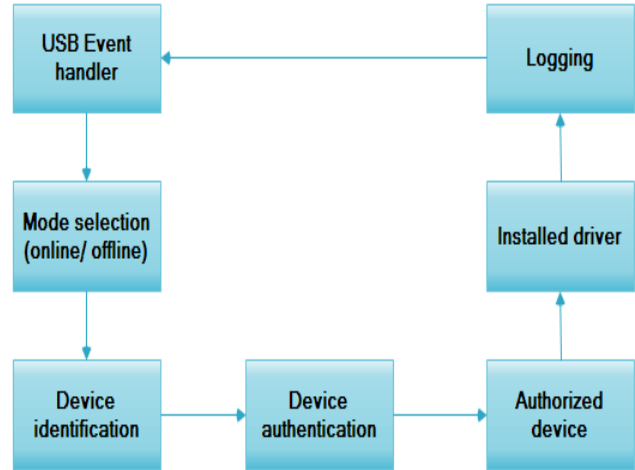 USB Event
handler
Logging
Mode selection
(online/ offline)
Installed driver
Device
identification
Device
authentication
Authorized
device